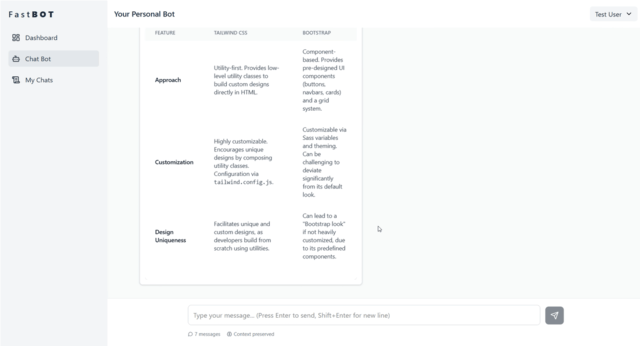 FastBOT
Your Personal Bot
Test User
Dashboard
Chat Bot
My Chats
FEATURE TAILWIND CSS BOOTSTRAP
Approach
Utility-first. Provides low-
level utility classes to
build custom designs
directly in HTML.
Component-
based. Provides
pre-designed UI
components
(buttons,
navbars, cards)
and a grid
system.
Customization
Highly customizable.
Encourages unique
designs by composing
utility classes.
Configuration via
tailwind.config.js.
Customizable via
Sass variables
and theming.
Can be
challenging to
deviate
significantly
from its default
look.
Design
Uniqueness
Facilitates unique and
custom designs, as
developers build from
scratch using utilities.
Can lead to a
"Bootstrap look"
if not heavily
customized, due
to its predefined
components.
Type your message... (Press Enter to send, Shift+Enter for new line)
7 messages Context preserved